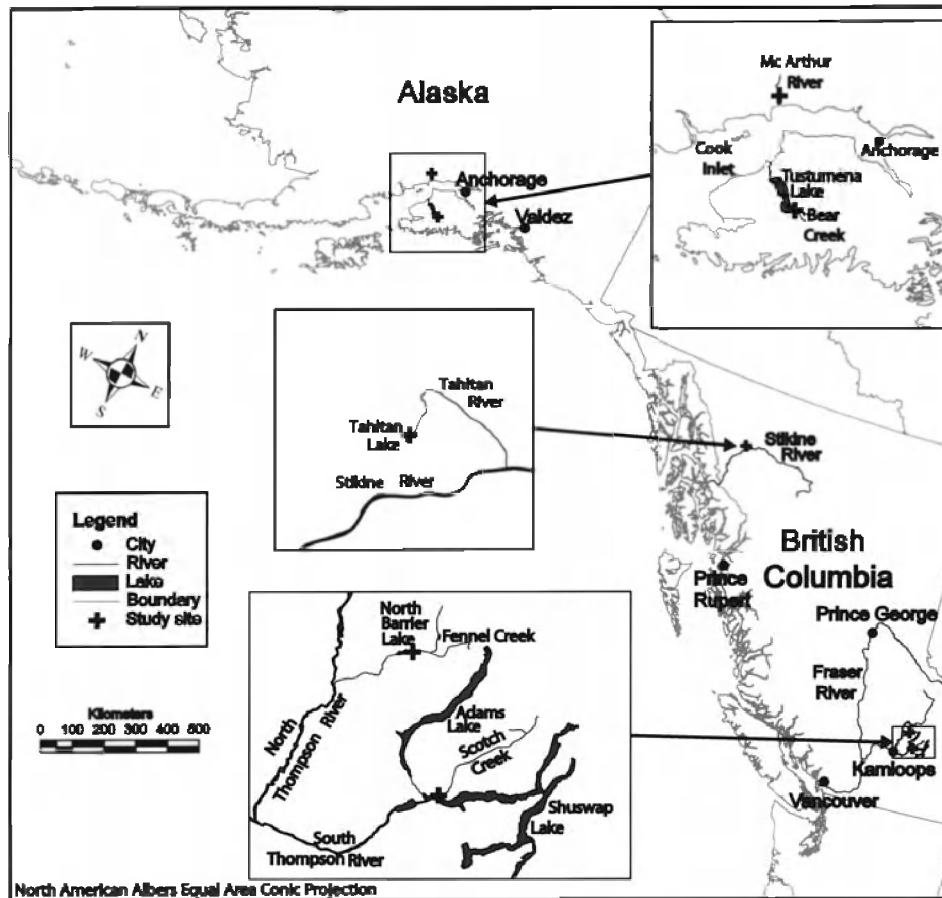 Alaska
Anchorage
Valdez
Mc Arthur
River
Cook
Inlet
Anchorage
Tustumena
Lake
Bear
Creek
N
W
E
S
Tahltan
River
Tahltan
Lake
Stikine River
Stikine
River
Legend
City
River
Lake
Boundary
Study site
British
Columbia
Prince
Rupert
Prince George
Fraser
River
Kamloops
Vancouver
North
Barrier
Lake
Fennel Creek
North
Thompson River
Adams
Lake
Scotch
Creek
Shuswap
Lake
South
Thompson River
Kilometers
0 100 200 300 400 500
North American Albers Equal Area Conic Projection